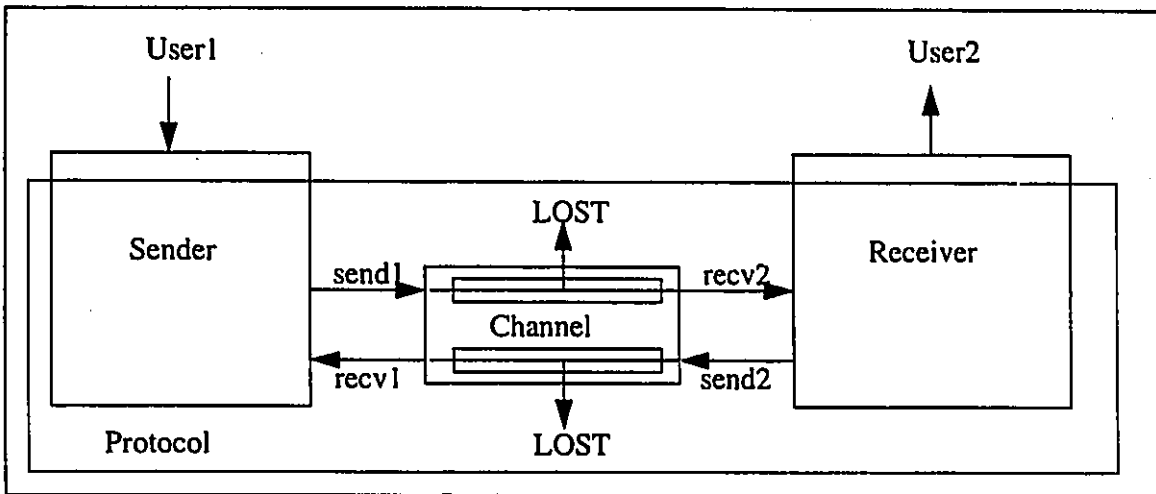 User1
User2
LOST
Sender
Receiver
send1
recv2
Channel
recv1
send2
Protocol
LOST